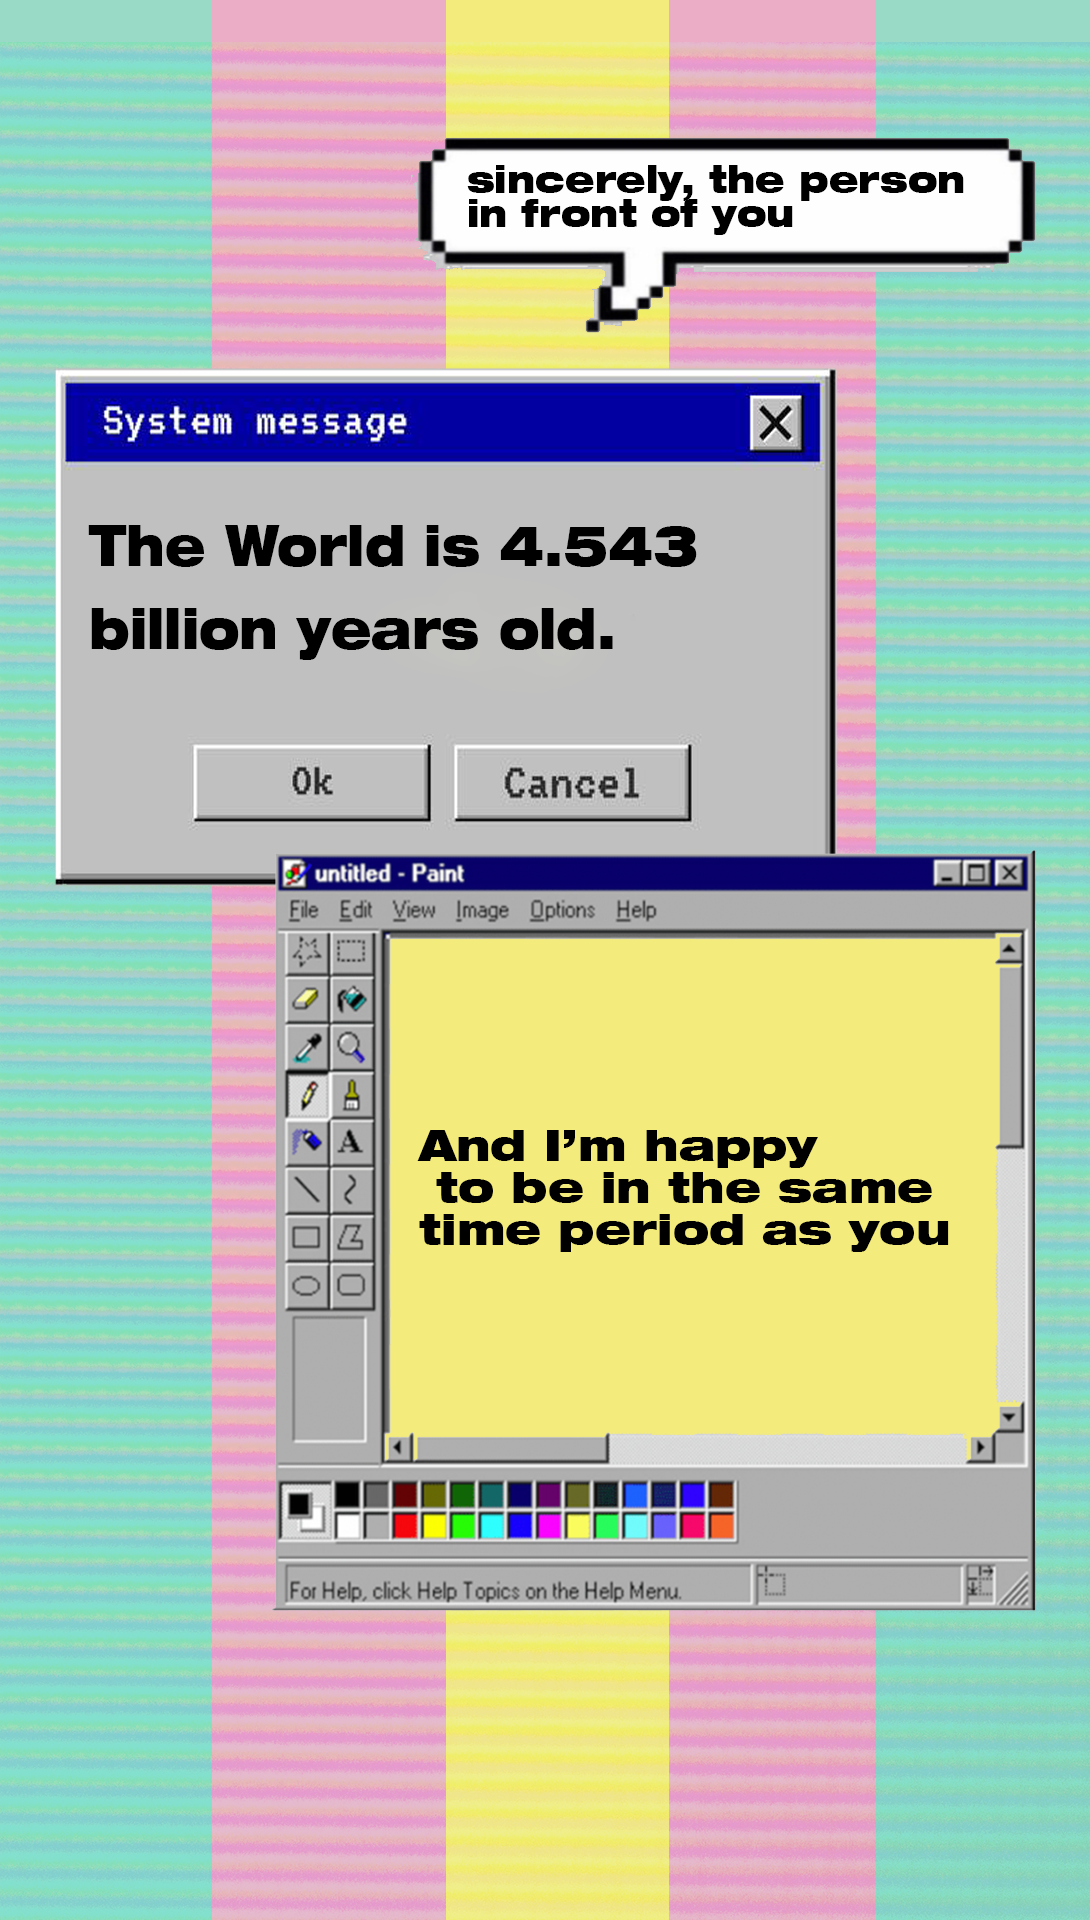 sincerely, the person
in front of you
System message
The World is 4.543
billion years old.
Ok
Cancel
untitled - Paint
File Edit View Image Options Help
A
And I’m happy
to be in the same
time period as you
For Help, click Help Topics on the Help Menu.